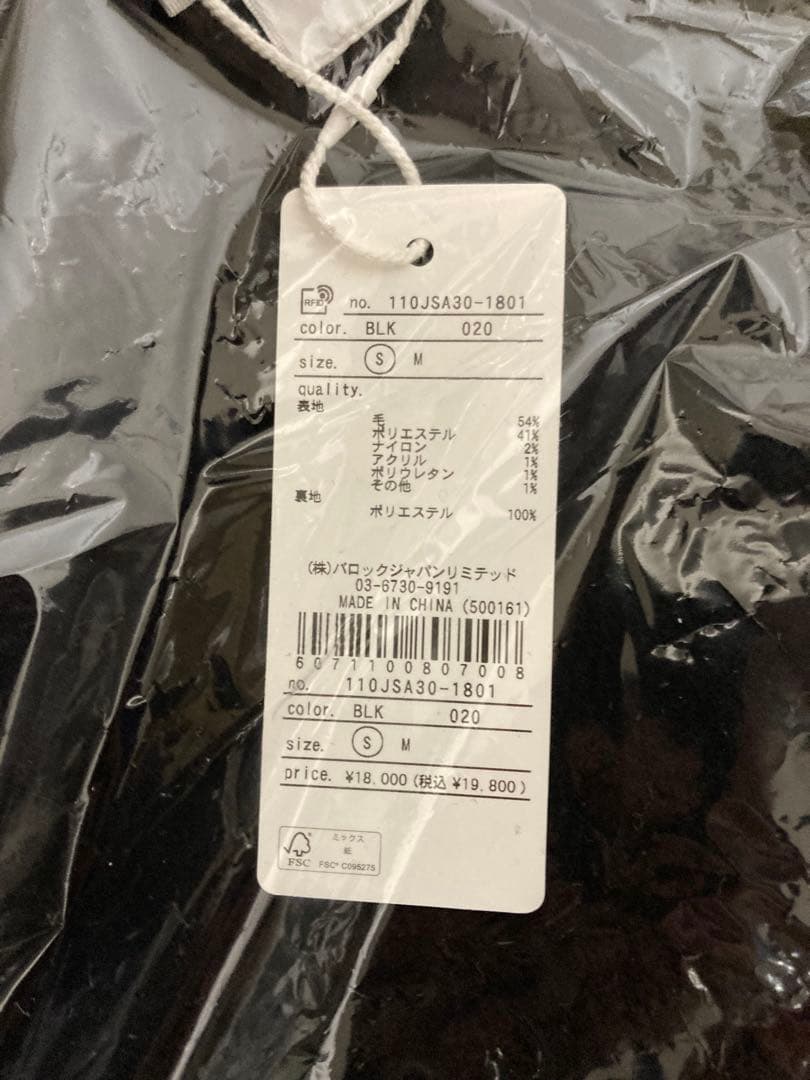 RFID no. 110JSA30-1801
color. BLK 020
size. S M
quality.
表地
毛 54%
ポリエステル 41%
ナイロン 2%
アクリル 1%
ポリウレタン 1%
その他 1%
裏地
ポリエステル 100%
(株)バロックジャパンリミテッド
03-6730-9191
MADE IN CHINA (500161)
6071100807008
no. 110JSA30-1801
color. BLK 020
size. S M
price. ¥18,000(税込 ¥19,800)
ミックス
紙
FSC FSC® C095275